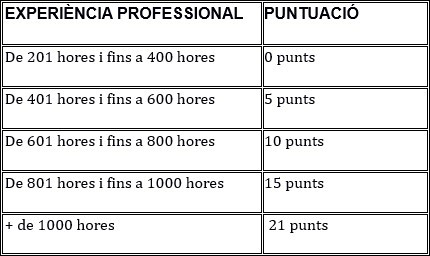 EXPERIÈNCIA PROFESSIONAL PUNTUACIÓ
De 201 hores i fins a 400 hores 0 punts
De 401 hores i fins a 600 hores 5 punts
De 601 hores i fins a 800 hores 10 punts
De 801 hores i fins a 1000 hores 15 punts
+ de 1000 hores 21 punts